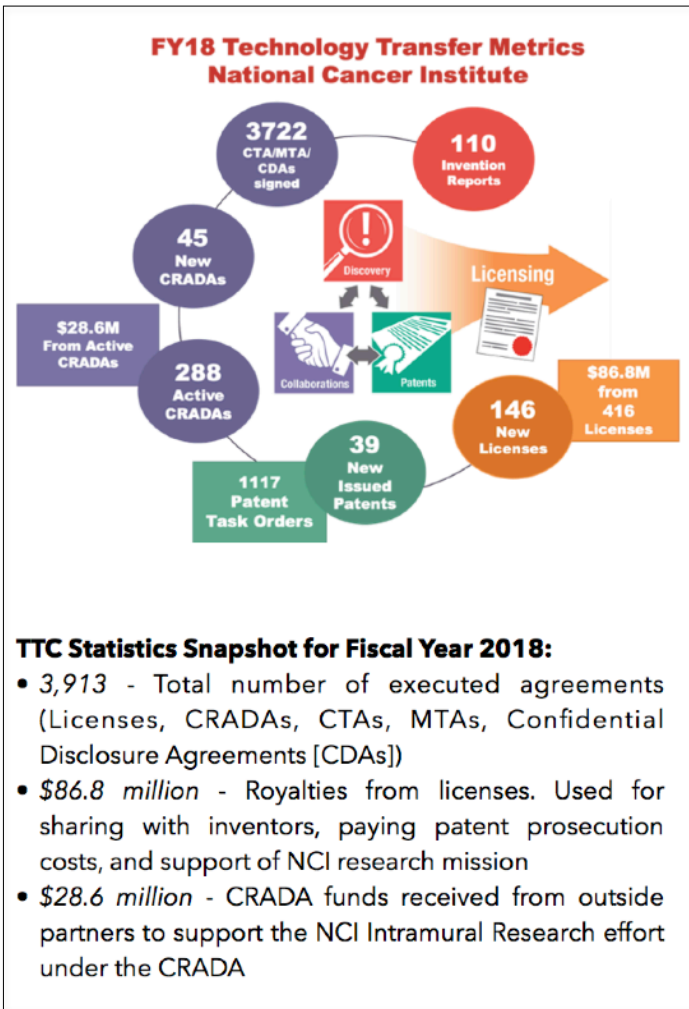 FY18 Technology Transfer Metrics
National Cancer Institute
3722
CTA/MTA/
CDAs
signed
110
Invention
Reports
45
New
CRADAs
Discovery
Licensing
$28.6M
From Active
CRADAs
288
Active
CRADAs
Collaborations
Patents
146
New
Licenses
$86.8M
from
416
Licenses
39
New
Issued
Patents
1117
Patent
Task Orders
TTC Statistics Snapshot for Fiscal Year 2018:
• 3,913 - Total number of executed agreements
(Licenses, CRADAs, CTAs, MTAs, Confidential
Disclosure Agreements [CDAs])
• $86.8 million - Royalties from licenses. Used for
sharing with inventors, paying patent prosecution
costs, and support of NCI research mission
• $28.6 million - CRADA funds received from outside
partners to support the NCI Intramural Research effort
under the CRADA